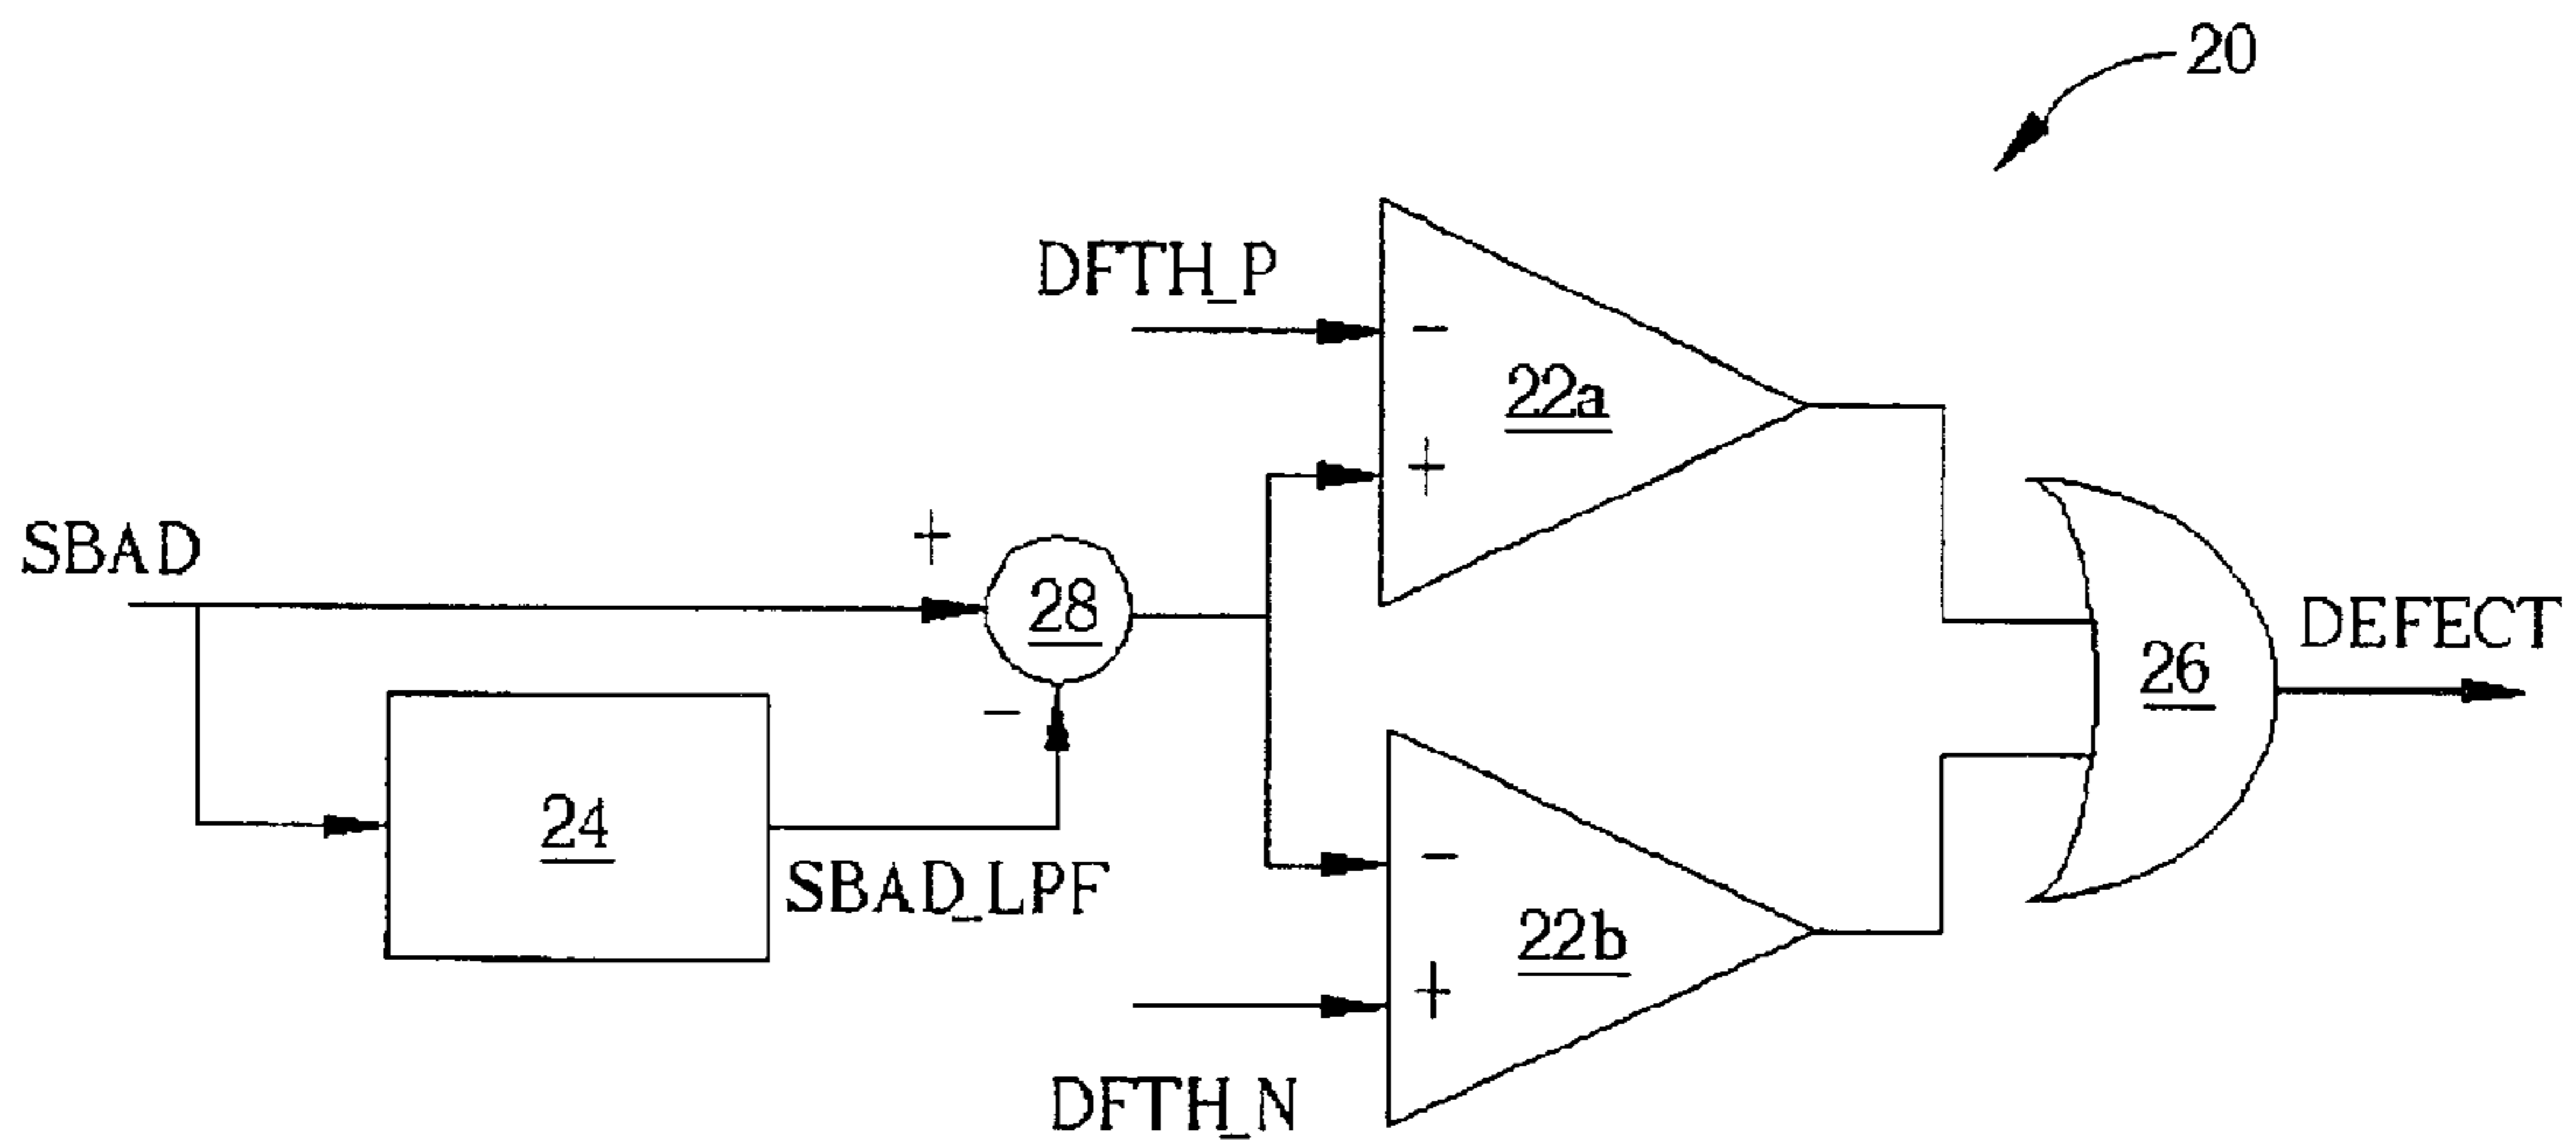 20
DFTH_P
-
22a
+
SBAD
+
28
-
24
SBAD_LPF
-
22b
+
DFTH_N
26
DEFECT